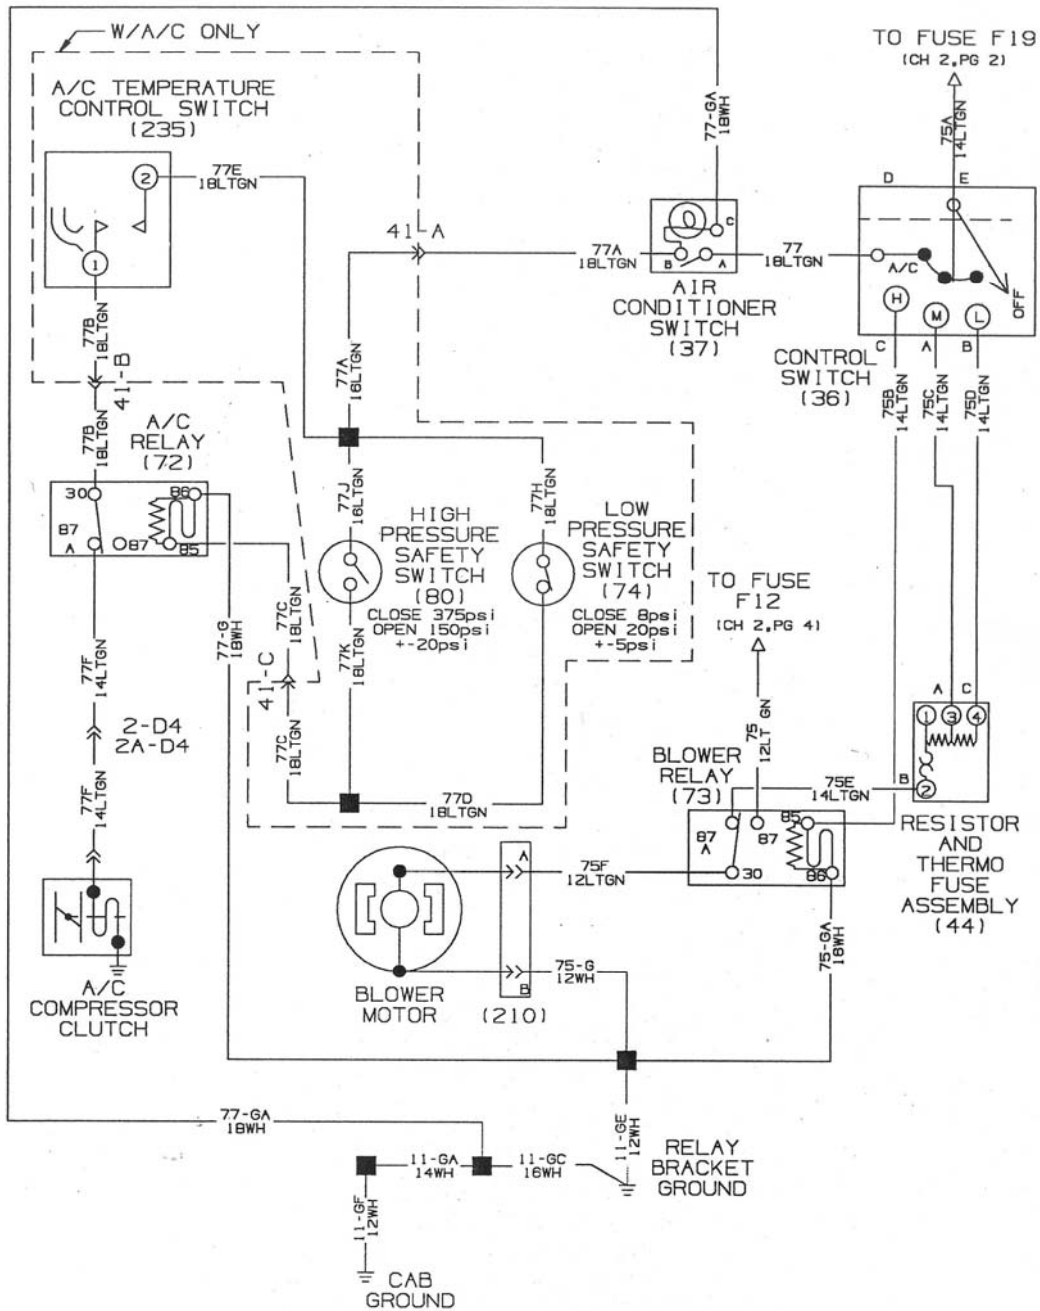 W/A/C ONLY
A/C TEMPERATURE
CONTROL SWITCH
(235)
2
1
77E
18LTGN
77B
18LTGN
41-B
77B
18LTGN
A/C
RELAY
(72)
30
86
87
A
87
85
77F
14LTGN
2-D4
2A-D4
77F
14LTGN
A/C
COMPRESSOR
CLUTCH
77-G
18WH
77C
18LTGN
41-C
77C
18LTGN
41-A
77A
16LTGN
77J
16LTGN
HIGH
PRESSURE
SAFETY
SWITCH
(80)
CLOSE 375psi
OPEN 150psi
+-20psi
77K
18LTGN
77H
18LTGN
LOW
PRESSURE
SAFETY
SWITCH
(74)
CLOSE 8psi
OPEN 20psi
+-5psi
77D
18LTGN
77-GA
18WH
77A
18LTGN
C
B
A
AIR
CONDITIONER
SWITCH
(37)
77
18LTGN
TO FUSE F19
(CH 2,PG 2)
75A
14LTGN
D
E
A/C
OFF
H
M
L
C
A
B
CONTROL
SWITCH
(36)
75B
14LTGN
75C
14LTGN
75D
14LTGN
TO FUSE
F12
(CH 2,PG 4)
75
12LT GN
A
C
1
3
4
2
B
75E
14LTGN
RESISTOR
AND
THERMO
FUSE
ASSEMBLY
(44)
BLOWER
RELAY
(73)
87
A
87
85
30
86
75-GA
18WH
A
75F
12LTGN
75-G
12WH
B
BLOWER
MOTOR
(210)
77-GA
18WH
11-GE
12WH
RELAY
BRACKET
GROUND
11-GA
14WH
11-GC
16WH
11-GF
12WH
CAB
GROUND